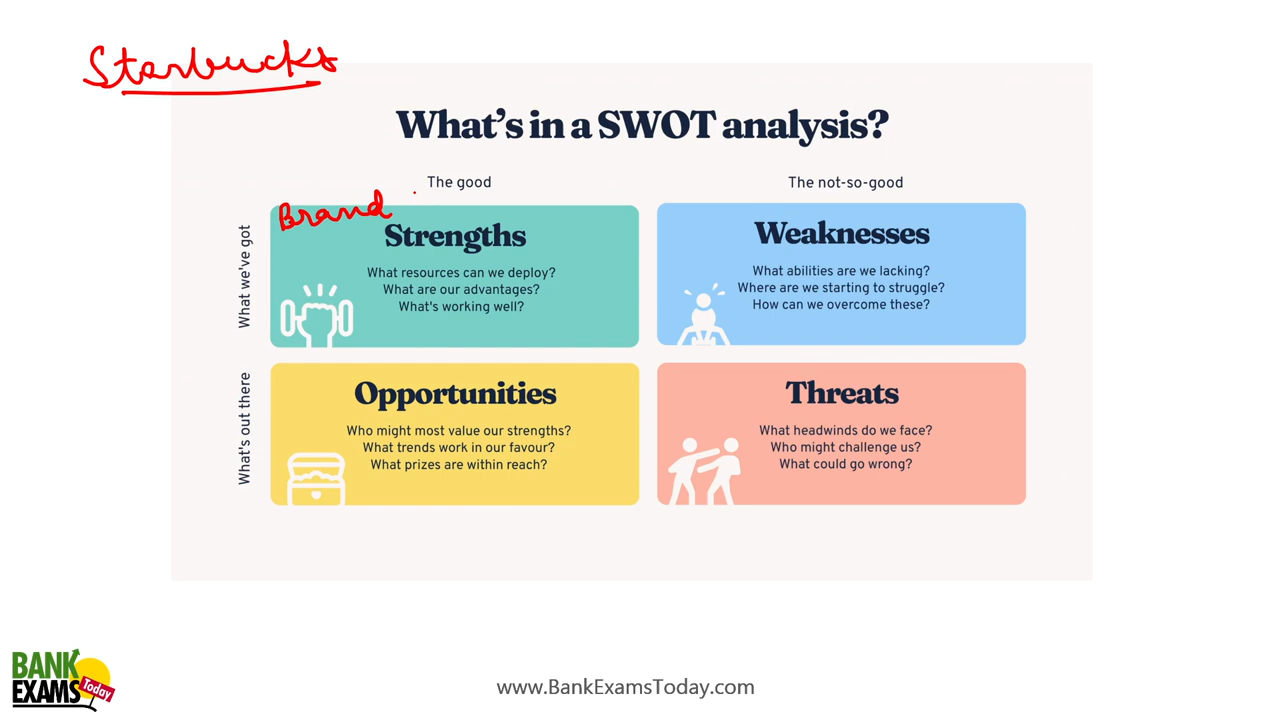 Starbucks
What's in a SWOT analysis?
The good
The not-so-good
What we've got
Brand
Strengths
What resources can we deploy?
What are our advantages?
What's working well?
Weaknesses
What abilities are we lacking?
Where are we starting to struggle?
How can we overcome these?
What's out there
Opportunities
Who might most value our strengths?
What trends work in our favour?
What prizes are within reach?
Threats
What headwinds do we face?
Who might challenge us?
What could go wrong?
BANK
EXAMS
Today
www.BankExamsToday.com